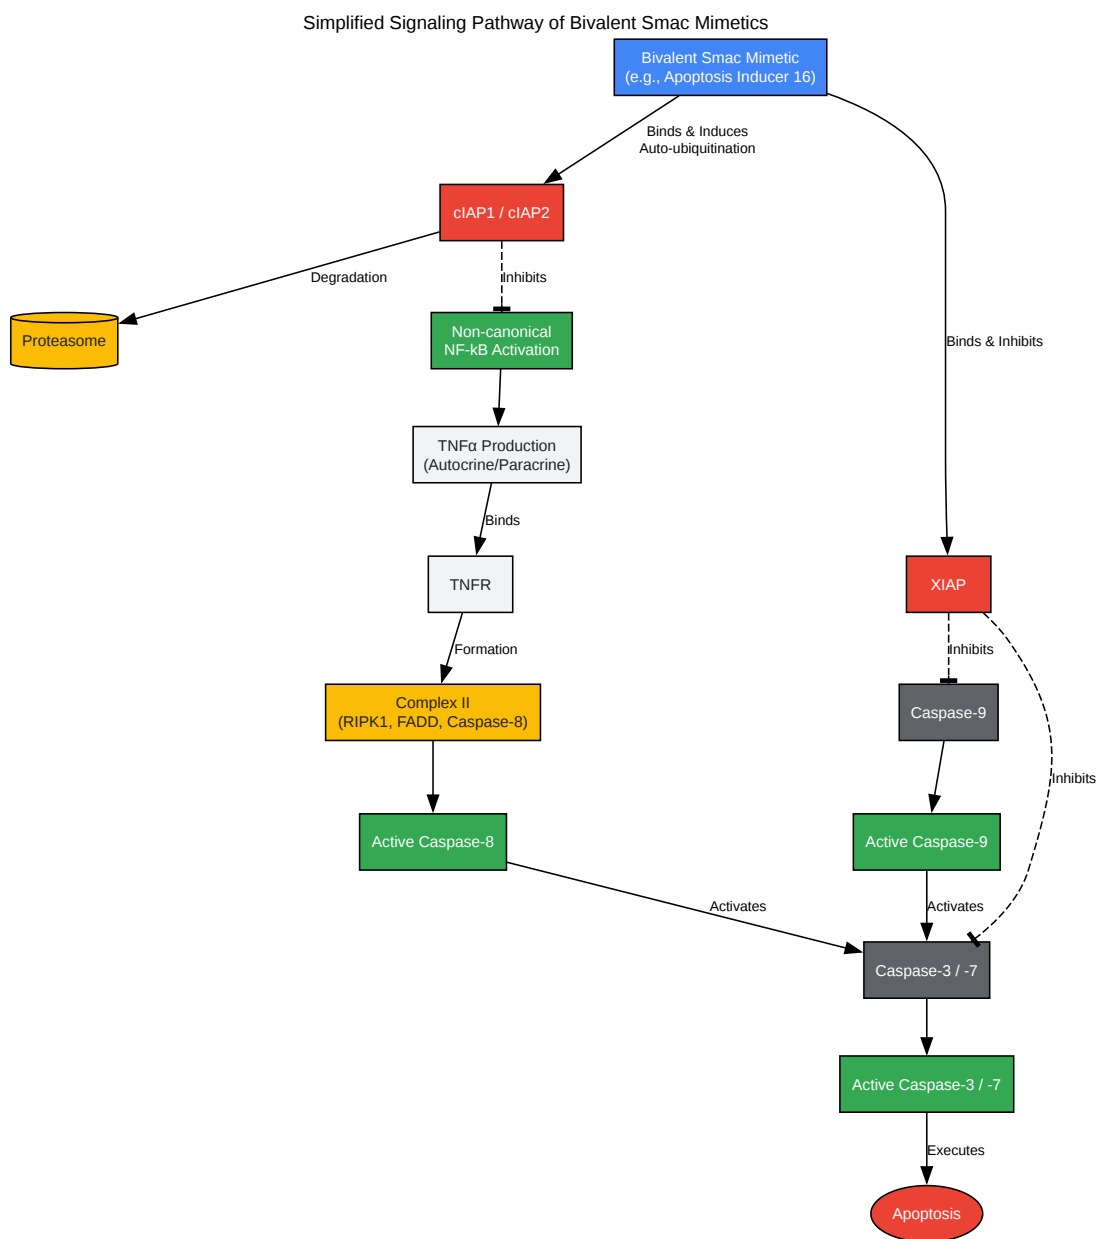 Simplified Signaling Pathway of Bivalent Smac Mimetics
Bivalent Smac Mimetic
(e.g., Apoptosis Inducer 16)
Binds & Induces
Auto-ubiquitination
cIAP1 / cIAP2
Degradation
Inhibits
Proteasome
Non-canonical
NF-kB Activation
Binds & Inhibits
TNFα Production
(Autocrine/Paracrine)
Binds
TNFR
XIAP
Formation
Inhibits
Complex II
(RIPK1, FADD, Caspase-8)
Caspase-9
Inhibits
Active Caspase-8
Active Caspase-9
Activates
Activates
Caspase-3 / -7
Active Caspase-3 / -7
Executes
Apoptosis